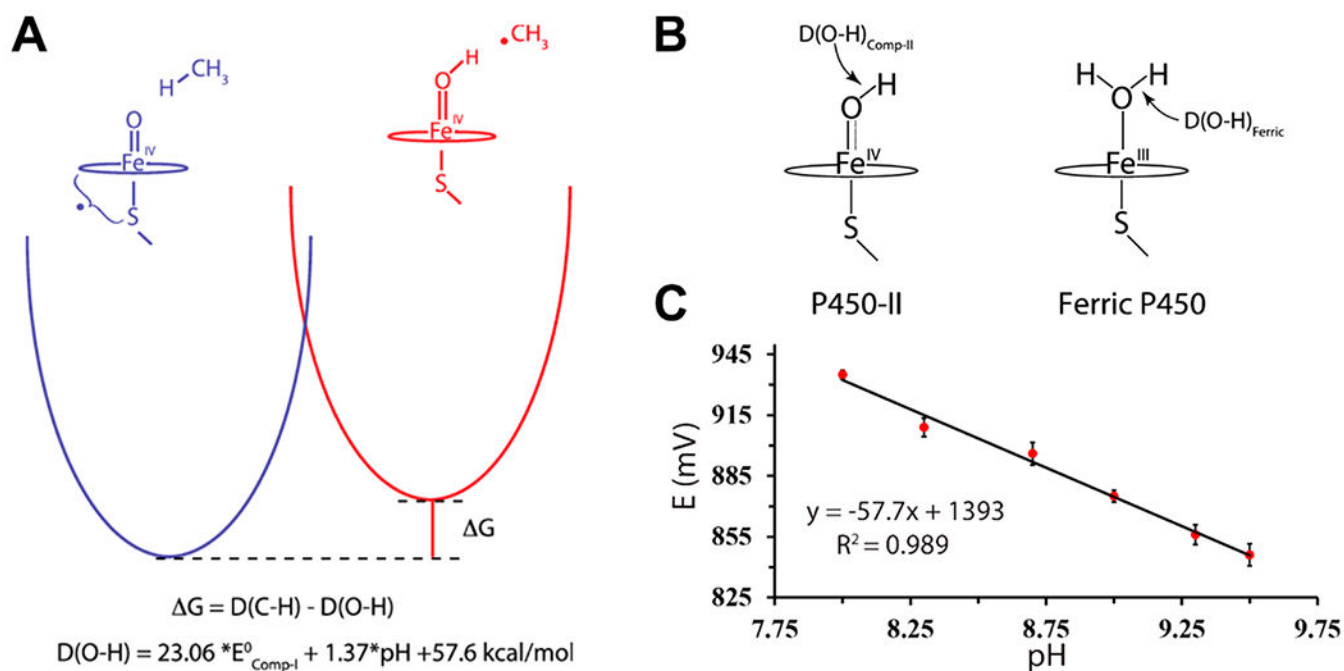 A
H CH₃
O
Fe IV
•
S
•CH₃
H
O
Fe IV
S
ΔG
ΔG = D(C-H) - D(O-H)
D(O-H) = 23.06 *E⁰Comp-I + 1.37*pH +57.6 kcal/mol
B
D(O-H)Comp-II
H
O
Fe IV
S
P450-II
H H
O
D(O-H)Ferric
Fe III
S
Ferric P450
C
E (mV)
945
915
885
855
825
y = -57.7x + 1393
R² = 0.989
7.75 8.25 8.75 9.25 9.75
pH